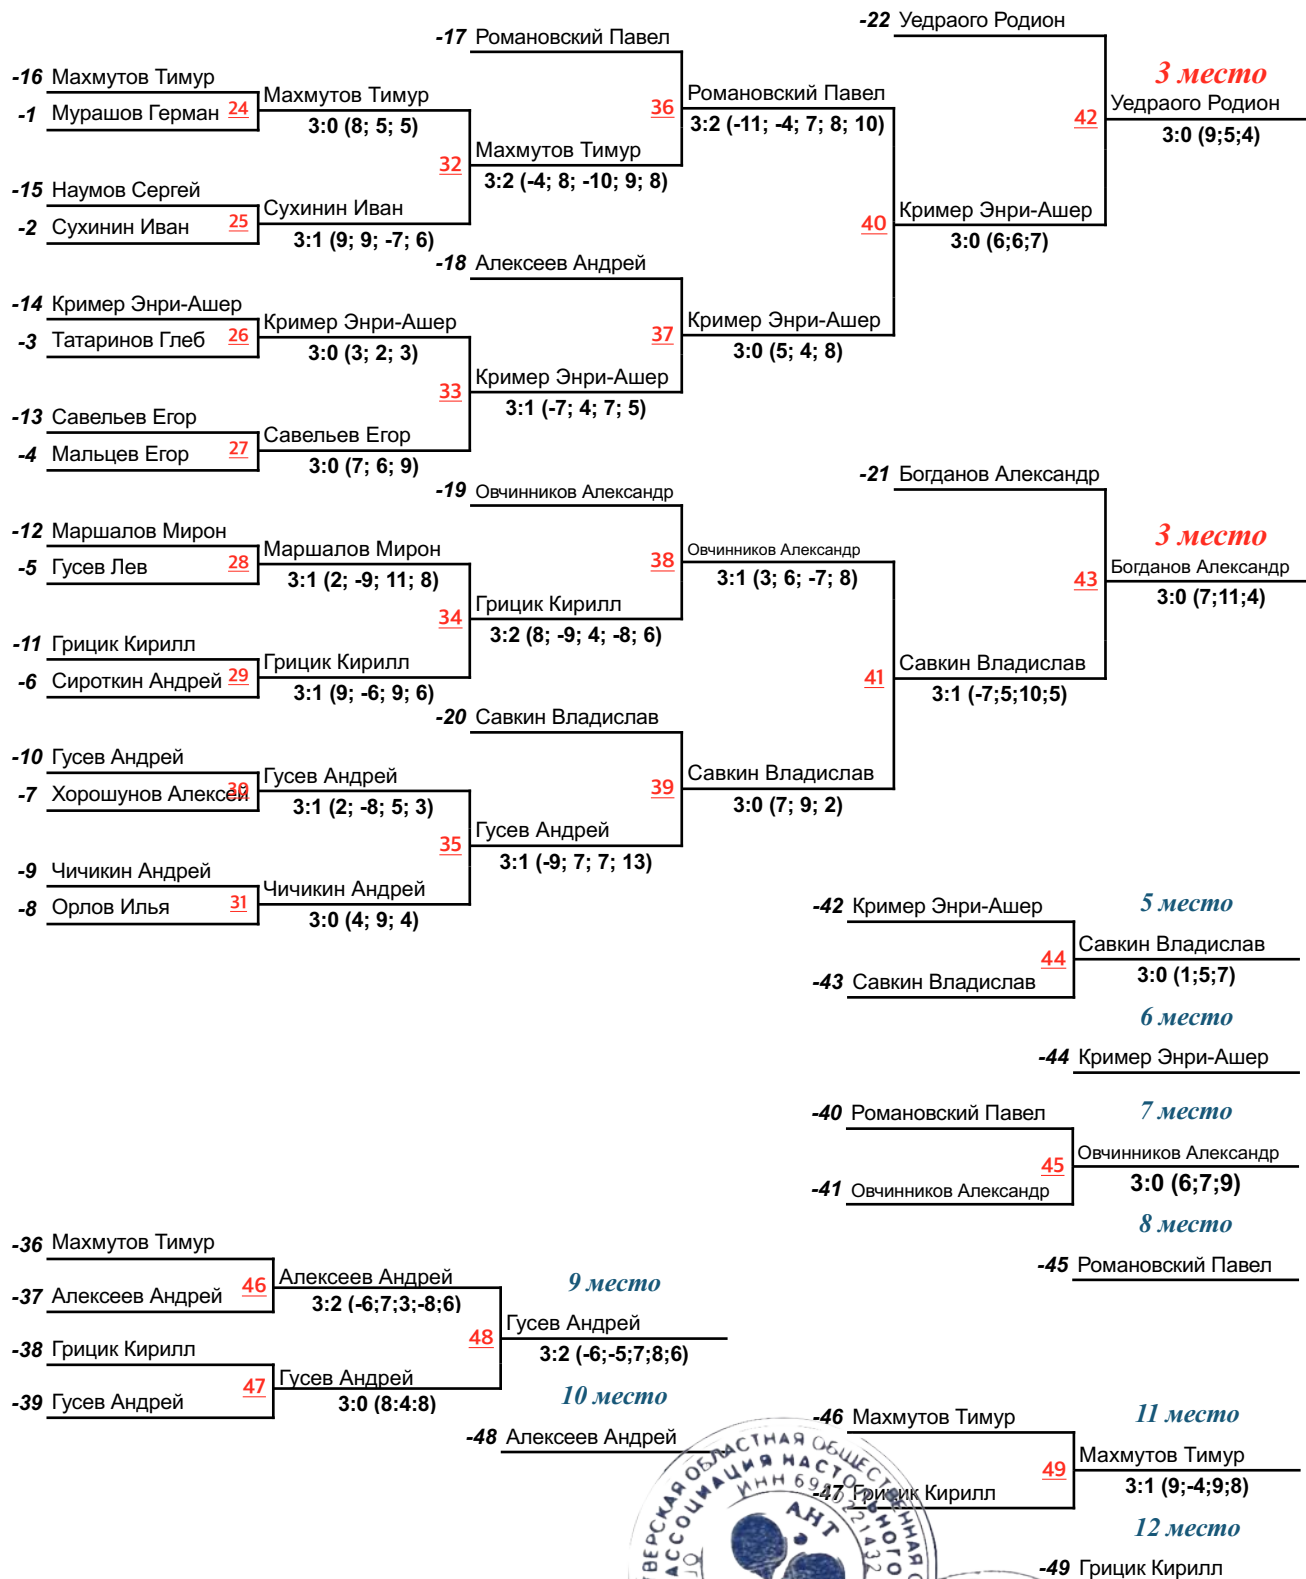 -22 Уедраого Родион
-17 Романовский Павел
3 место
-16 Махмутов Тимур
Махмутов Тимур
Романовский Павел
Уедраого Родион
-1 Мурашов Герман 24
36
42
3:0 (8; 5; 5)
3:2 (-11; -4; 7; 8; 10)
3:0 (9;5;4)
Махмутов Тимур
32
3:2 (-4; 8; -10; 9; 8)
-15 Наумов Сергей
Сухинин Иван
Кример Энри-Ашер
-2 Сухинин Иван 25
40
3:1 (9; 9; -7; 6)
3:0 (6;6;7)
-18 Алексеев Андрей
-14 Кример Энри-Ашер
Кример Энри-Ашер
Кример Энри-Ашер
-3 Татаринов Глеб 26
37
3:0 (3; 2; 3)
3:0 (5; 4; 8)
Кример Энри-Ашер
33
3:1 (-7; 4; 7; 5)
-13 Савельев Егор
Савельев Егор
-4 Мальцев Егор 27
3:0 (7; 6; 9)
-21 Богданов Александр
-19 Овчинников Александр
-12 Маршалов Мирон
3 место
Маршалов Мирон
Овчинников Александр
-5 Гусев Лев 28
38
Богданов Александр
43
3:1 (2; -9; 11; 8)
3:1 (3; 6; -7; 8)
3:0 (7;11;4)
Грицик Кирилл
34
3:2 (8; -9; 4; -8; 6)
-11 Грицик Кирилл
Грицик Кирилл
Савкин Владислав
-6 Сироткин Андрей 29
41
3:1 (9; -6; 9; 6)
3:1 (-7;5;10;5)
-20 Савкин Владислав
-10 Гусев Андрей
Гусев Андрей
Савкин Владислав
-7 Хорошунов Алексей 30
39
3:1 (2; -8; 5; 3)
3:0 (7; 9; 2)
Гусев Андрей
35
3:1 (-9; 7; 7; 13)
-9 Чичикин Андрей
Чичикин Андрей
-8 Орлов Илья 31
3:0 (4; 9; 4)
-42 Кример Энри-Ашер
5 место
Савкин Владислав
44
3:0 (1;5;7)
-43 Савкин Владислав
6 место
-44 Кример Энри-Ашер
-40 Романовский Павел
7 место
Овчинников Александр
45
3:0 (6;7;9)
-41 Овчинников Александр
8 место
-36 Махмутов Тимур
-45 Романовский Павел
Алексеев Андрей
9 место
-37 Алексеев Андрей 46
3:2 (-6;7;3;-8;6)
Гусев Андрей
48
3:2 (-6;-5;7;8;6)
-38 Грицик Кирилл
Гусев Андрей
47
3:0 (8:4:8)
-39 Гусев Андрей
10 место
-48 Алексеев Андрей
-46 Махмутов Тимур
11 место
Махмутов Тимур
49
3:1 (9;-4;9;8)
-47 Грицик Кирилл
12 место
-49 Грицик Кирилл
ТВЕРСКАЯ ОБЛАСТНАЯ
АССОЦИАЦИЯ НАСТОЛЬНОГО
АНТ